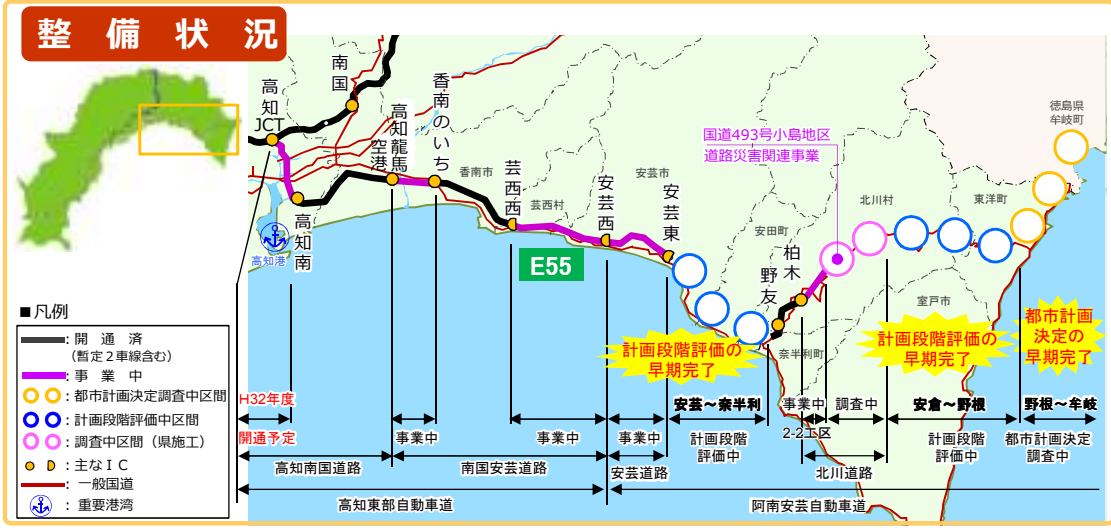 整備状況
高知JCT
南国
高知龍馬空港
香南のいち
高知南
高知港
香南市
芸西西
芸西村
安芸西
安芸市
安芸東
E55
国道493号小島地区
道路災害関連事業
安田町
柏木
野友
奈半利町
北川村
東洋町
室戸市
徳島県
牟岐町
計画段階評価の
早期完了
計画段階評価の
早期完了
都市計画
決定の
早期完了
■凡例
：開通済
(暫定2車線含む)
：事業中
：都市計画決定調査中区間
：計画段階評価中区間
：調査中区間（県施工）
：主なIC
：一般国道
：重要港湾
H32年度
開通予定
事業中
事業中
事業中
安芸～奈半利
計画段階
評価中
事業中
2-2工区
調査中
安倉～野根
計画段階
評価中
野根～牟岐
都市計画決定
調査中
高知南国道路
南国安芸道路
安芸道路
北川道路
高知東部自動車道
阿南安芸自動車道